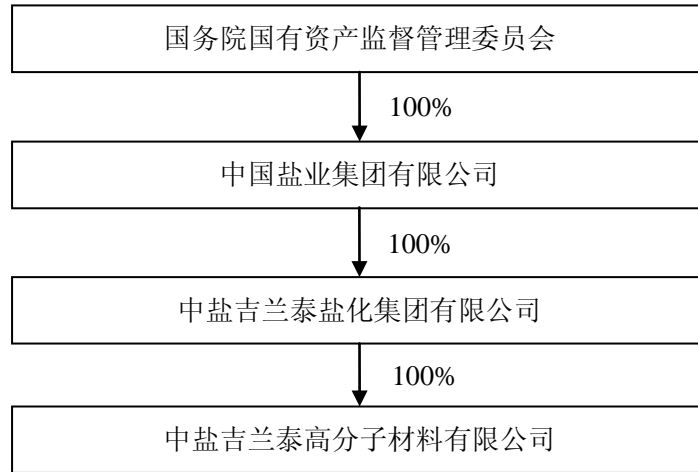 国务院国有资产监督管理委员会
100%
中国盐业集团有限公司
100%
中盐吉兰泰盐化集团有限公司
100%
中盐吉兰泰高分子材料有限公司